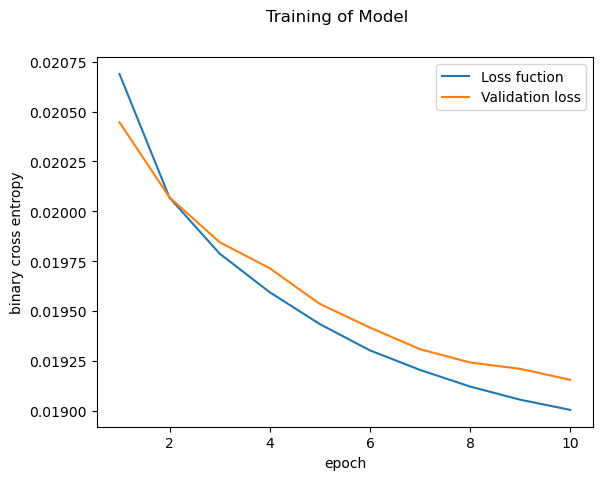 Training of Model
Loss fuction
Validation loss
binary cross entropy
0.02075
0.02050
0.02025
0.02000
0.01975
0.01950
0.01925
0.01900
2 4 6 8 10
epoch